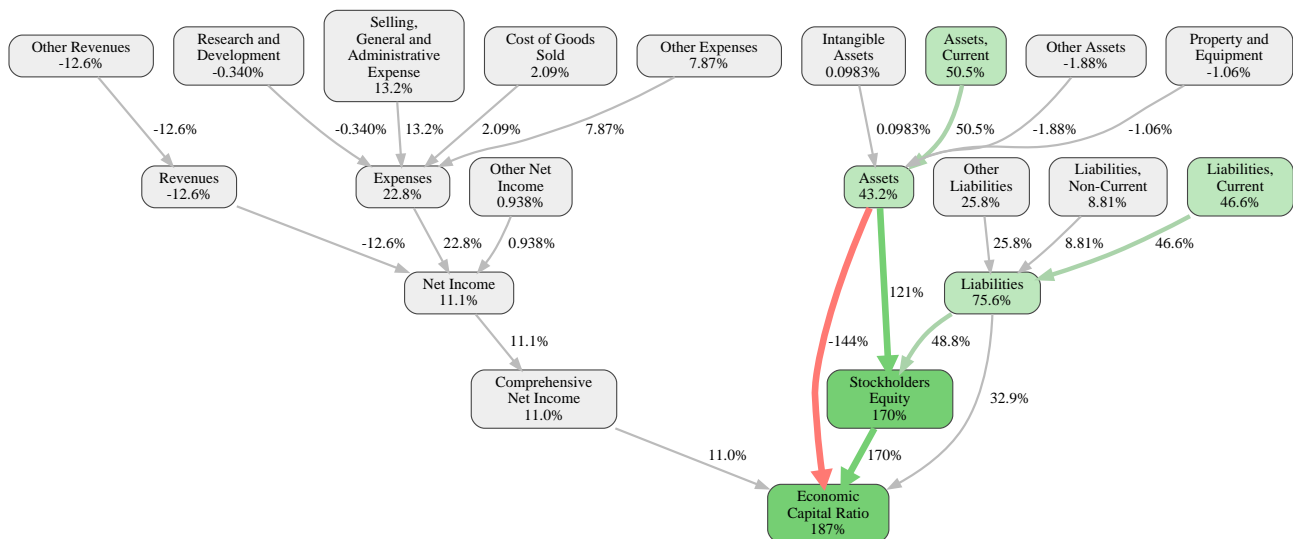 Other Revenues
-12.6%
Research and
Development
-0.340%
Selling,
General and
Administrative
Expense
13.2%
Cost of Goods
Sold
2.09%
Other Expenses
7.87%
Intangible
Assets
0.0983%
Assets,
Current
50.5%
Other Assets
-1.88%
Property and
Equipment
-1.06%
-12.6%
-0.340%
13.2%
2.09%
7.87%
0.0983%
50.5%
-1.88%
-1.06%
Revenues
-12.6%
Expenses
22.8%
Other Net
Income
0.938%
Assets
43.2%
Other
Liabilities
25.8%
Liabilities,
Non-Current
8.81%
Liabilities,
Current
46.6%
-12.6%
22.8%
0.938%
25.8%
8.81%
46.6%
Net Income
11.1%
Liabilities
75.6%
121%
11.1%
-144%
48.8%
Comprehensive
Net Income
11.0%
Stockholders
Equity
170%
32.9%
11.0%
170%
Economic
Capital Ratio
187%